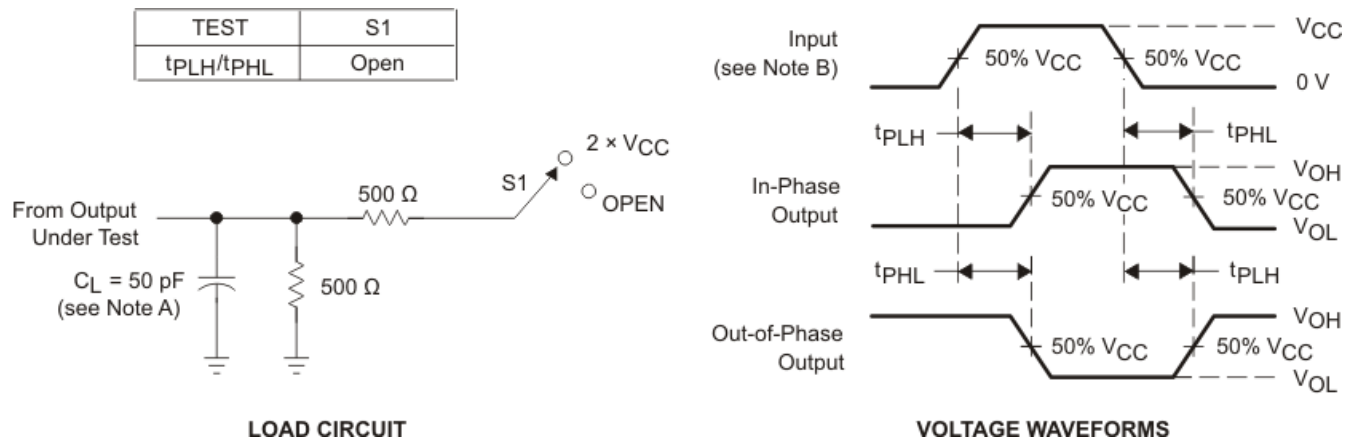 TEST S1
tPLH/tPHL Open
From Output
Under Test
CL = 50 pF
(see Note A)
500 Ω
500 Ω
S1
2 × VCC
OPEN
LOAD CIRCUIT
Input
(see Note B)
50% VCC
50% VCC
VCC
0 V
tPLH
tPHL
In-Phase
Output
50% VCC
50% VCC
VOH
VOL
tPHL
tPLH
Out-of-Phase
Output
50% VCC
50% VCC
VOH
VOL
VOLTAGE WAVEFORMS